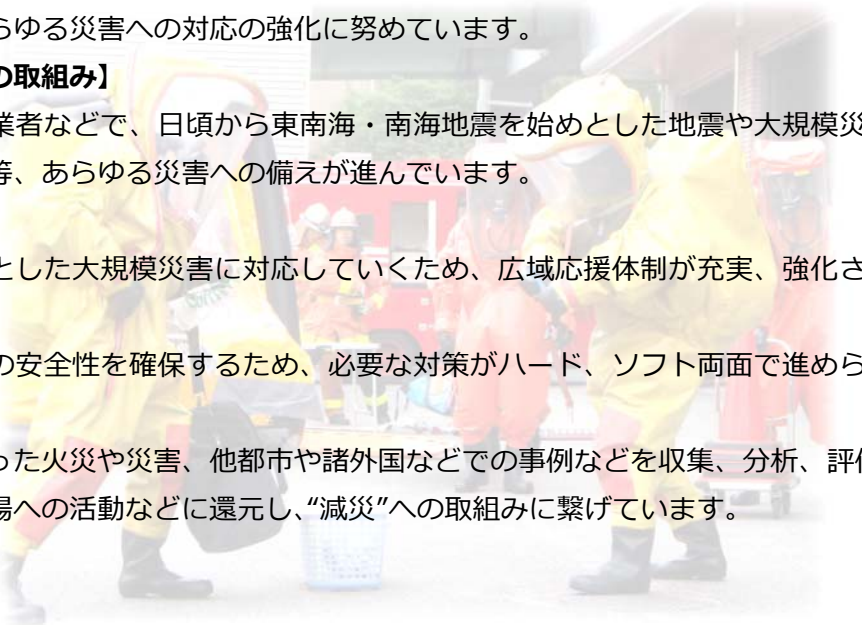 らゆる災害への対応の強化に努めています。
の取組み】
業者などで、日頃から東南海・南海地震を始めとした地震や大規模災
等、あらゆる災害への備えが進んでいます。
とした大規模災害に対応していくため、広域応援体制が充実、強化さ
の安全性を確保するため、必要な対策がハード、ソフト両面で進めら
った火災や災害、他都市や諸外国などでの事例などを収集、分析、評価
場への活動などに還元し、“減災”への取組みに繋げています。